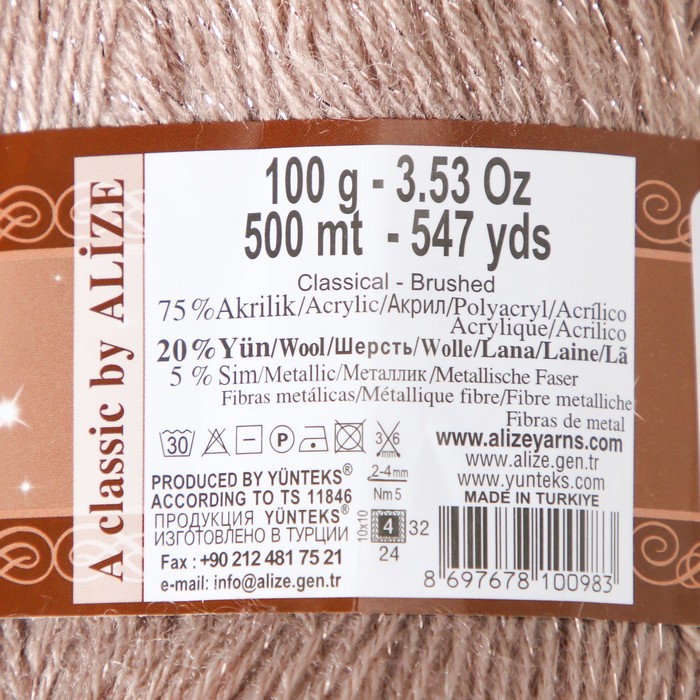 A classic by ALİZE
100 g - 3.53 Oz
500 mt - 547 yds
Classical - Brushed
75 % Akrilik/Acrylic/Акрил/Polyacryl/Acrílico
Acrylique/Acrilico
20 % Yün/Wool/Шерсть/Wolle/Lana/Laine/Lã
5 % Sim/Metallic/Металлик/Metallische Faser
Fibras metálicas/Métallique fibre/Fibre metalliche
Fibras de metal
30 P 3 6 mm
www.alizeyarns.com
www.alize.gen.tr
www.yunteks.com
MADE IN TURKIYE
PRODUCED BY YÜNTEKS®
ACCORDING TO TS 11846
ПРОДУКЦИЯ YÜNTEKS®
ИЗГОТОВЛЕНО В ТУРЦИИ
Fax : +90 212 481 75 21
e-mail: info@alize.gen.tr
2-4mm
Nm 5
10x10 4 32
24
8 697678 100983